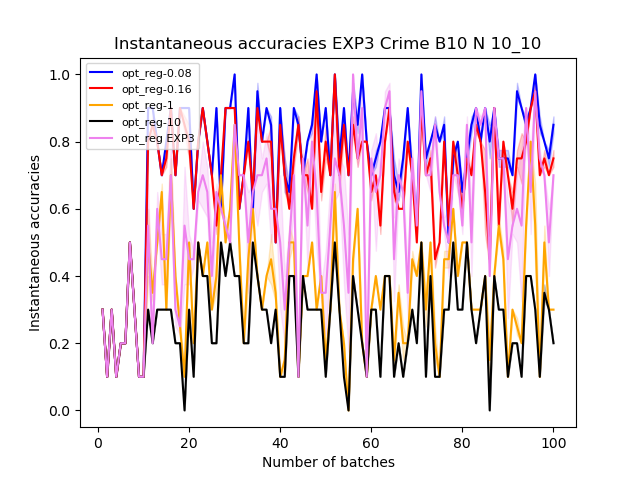 Instantaneous accuracies EXP3 Crime B10 N 10_10
opt_reg-0.08
opt_reg-0.16
opt_reg-1
opt_reg-10
opt_reg EXP3
Instantaneous accuracies
1.0
0.8
0.6
0.4
0.2
0.0
0
20
40
60
80
100
Number of batches